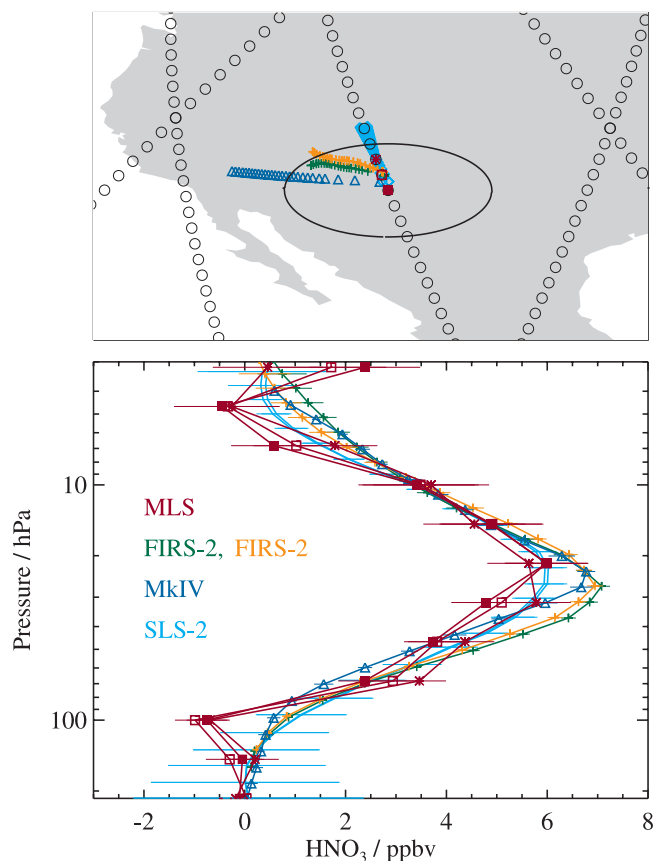 10
100
Pressure / hPa
MLS
FIRS-2, FIRS-2
MkIV
SLS-2
-2 0 2 4 6 8
HNO₃ / ppbv